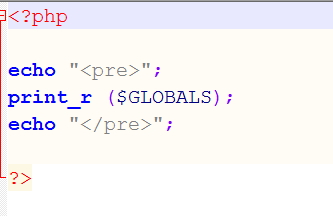 <?php
echo "<pre>";
print_r ($GLOBALS);
echo "</pre>";
?>